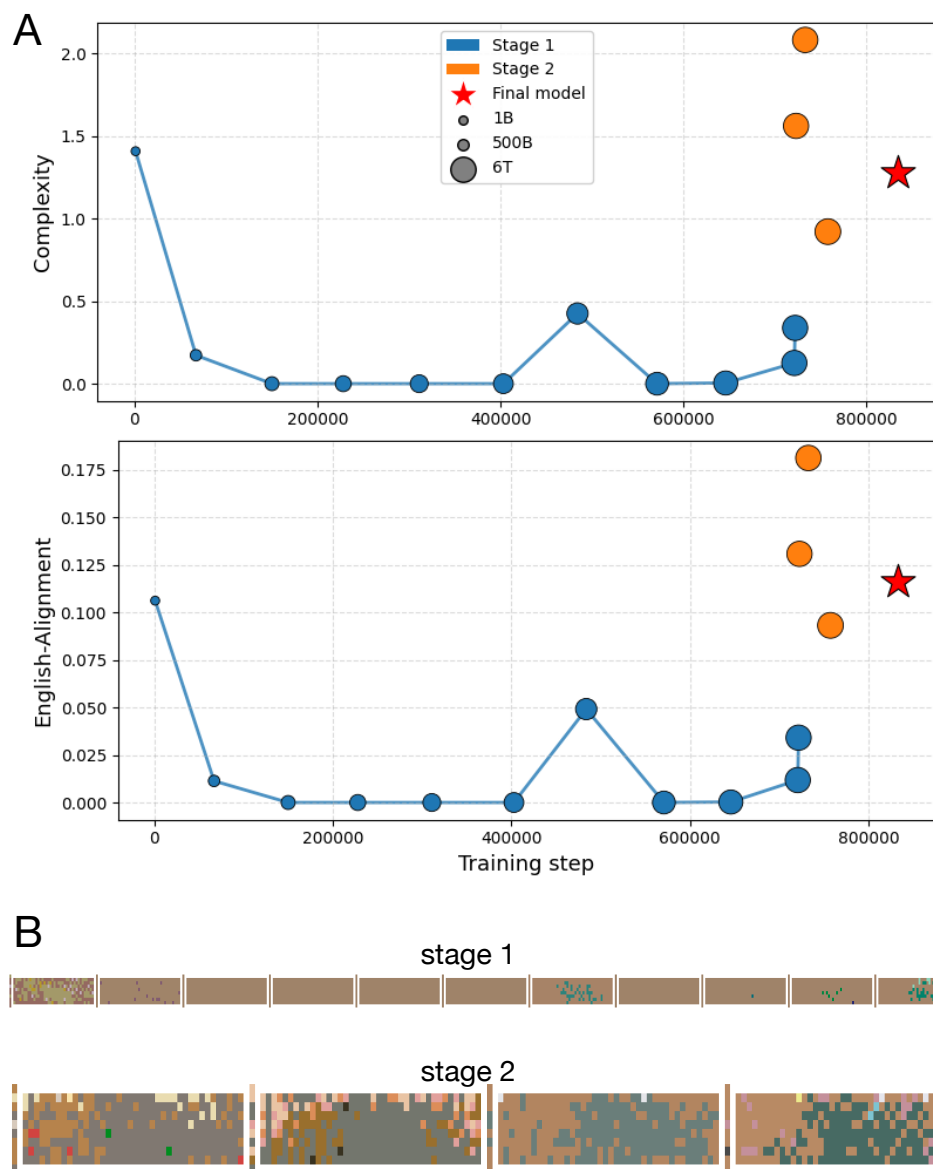 A
2.0
1.5
1.0
0.5
0.0
Complexity
Stage 1
Stage 2
Final model
1B
500B
6T
0 200000 400000 600000 800000
0.175
0.150
0.125
0.100
0.075
0.050
0.025
0.000
English-Alignment
0 200000 400000 600000 800000
Training step
B
stage 1
stage 2